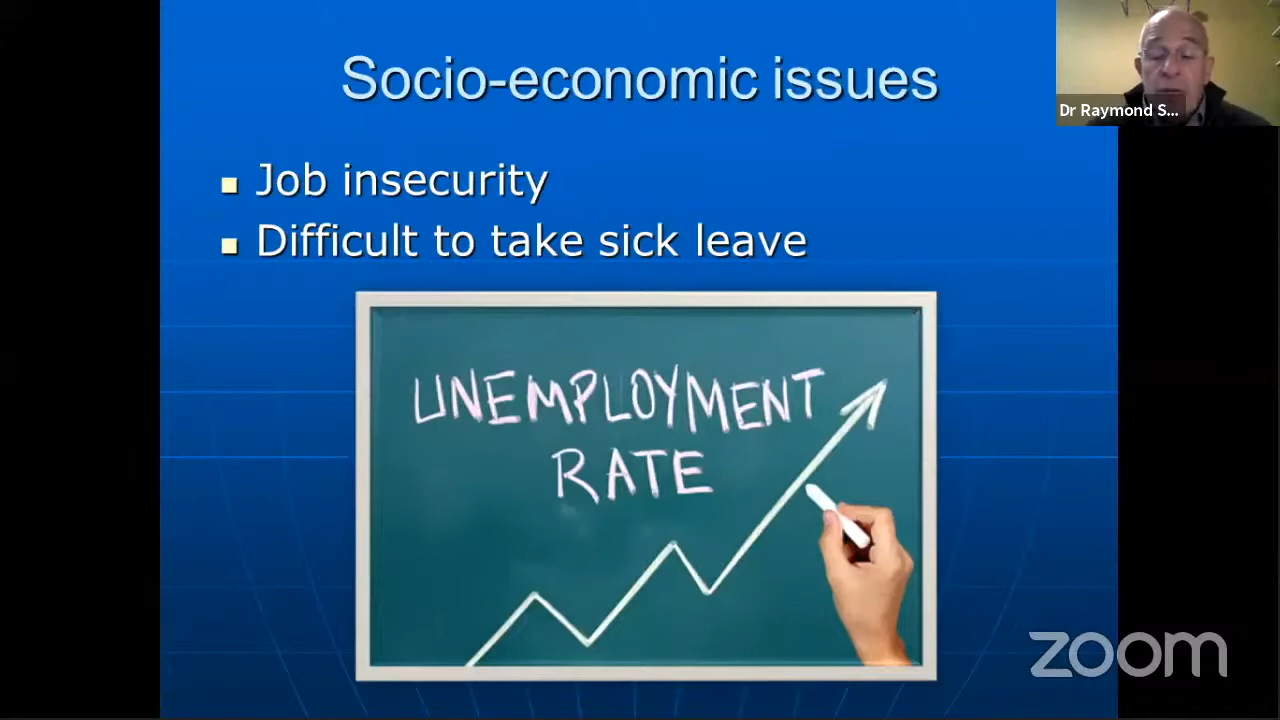 Socio-economic issues
Dr Raymond S...
Job insecurity
Difficult to take sick leave
UNEMPLOYMENT
RATE
zoom